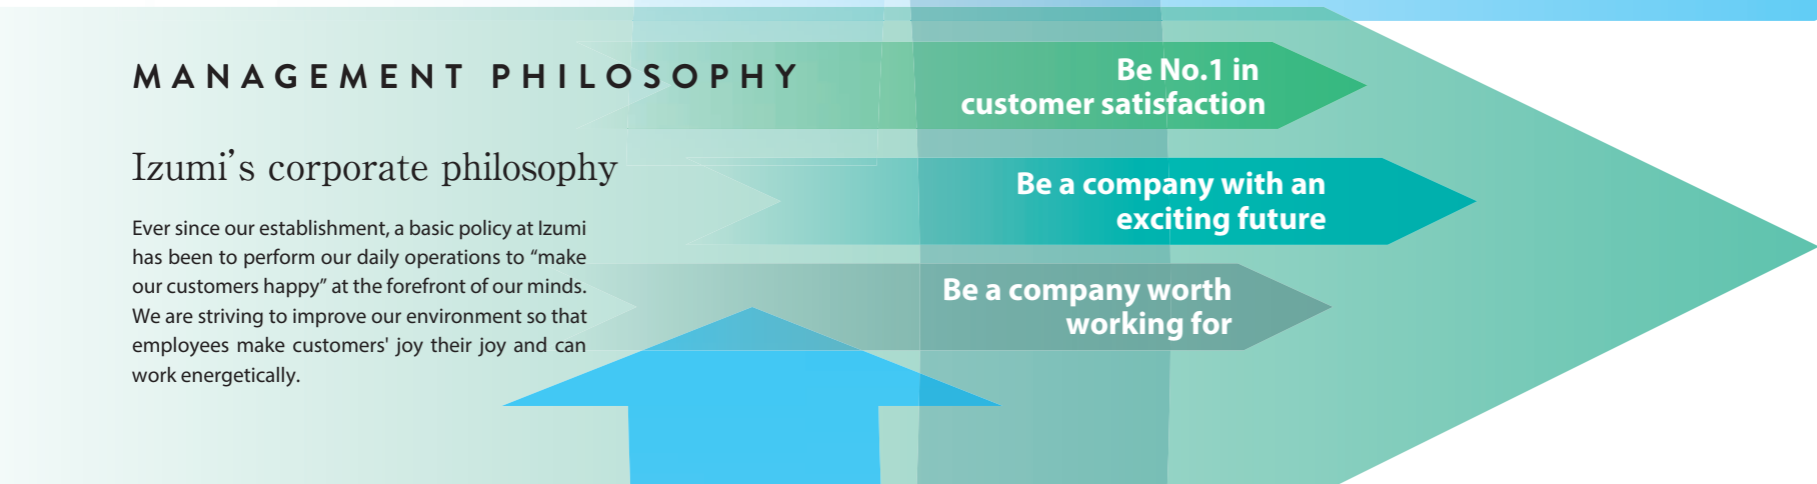 MANAGEMENT PHILOSOPHY
Izumi’s corporate philosophy
Ever since our establishment, a basic policy at Izumi
has been to perform our daily operations to “make
our customers happy” at the forefront of our minds.
We are striving to improve our environment so that
employees make customers' joy their joy and can
work energetically.
Be No.1 in
customer satisfaction
Be a company with an
exciting future
Be a company worth
working for